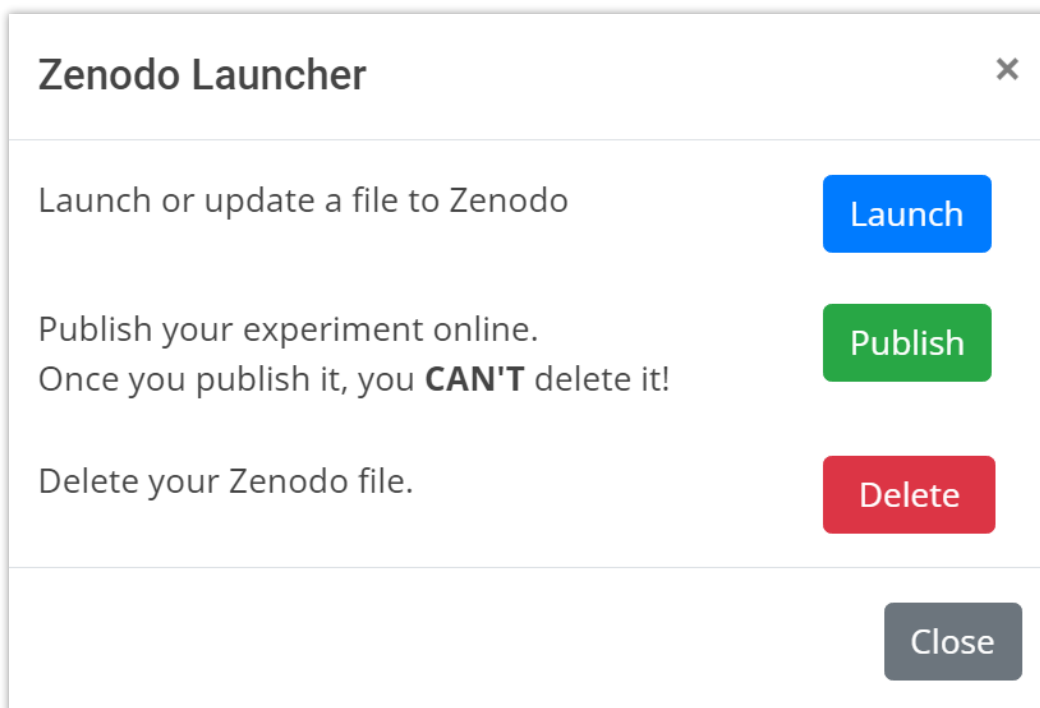 Zenodo Launcher ×
Launch or update a file to Zenodo
Launch
Publish your experiment online.
Once you publish it, you CAN'T delete it!
Publish
Delete your Zenodo file.
Delete
Close